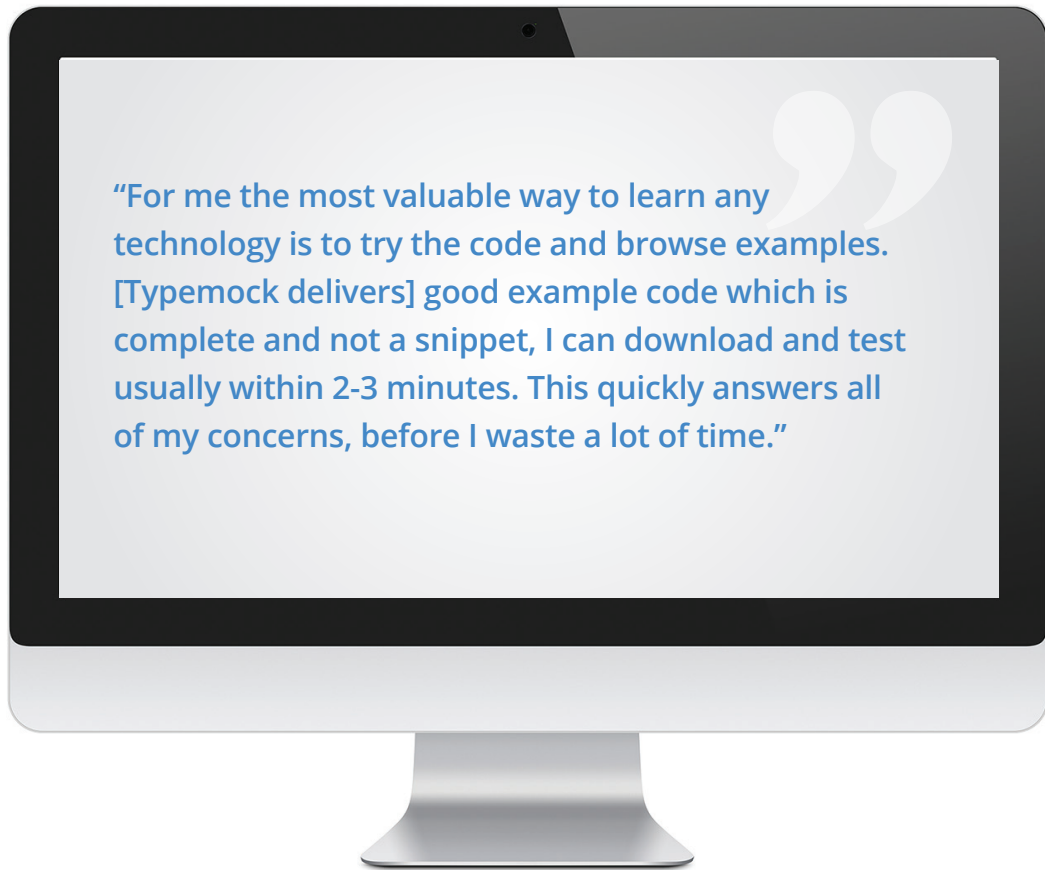 “For me the most valuable way to learn any
technology is to try the code and browse examples.
[Typemock delivers] good example code which is
complete and not a snippet, I can download and test
usually within 2-3 minutes. This quickly answers all
of my concerns, before I waste a lot of time.”